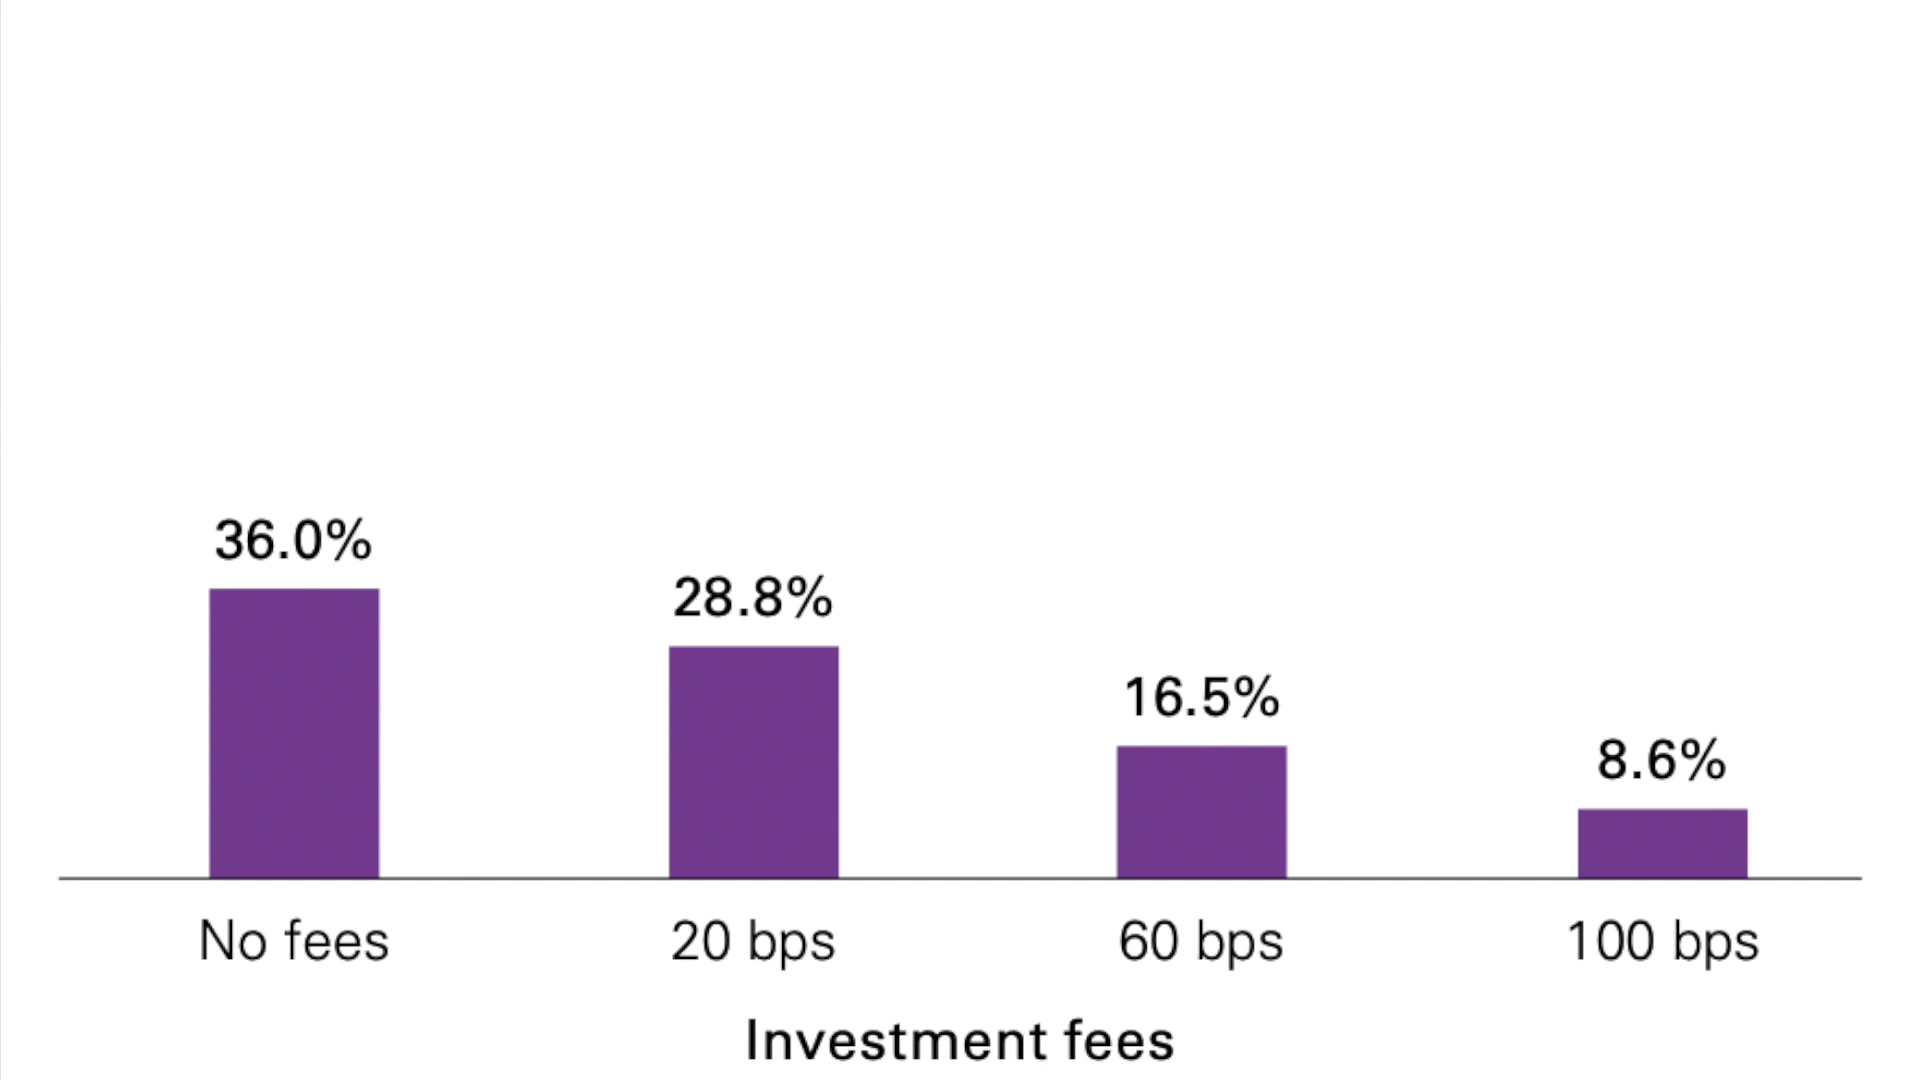 36.0%
28.8%
16.5%
8.6%
No fees
20 bps
60 bps
100 bps
Investment fees